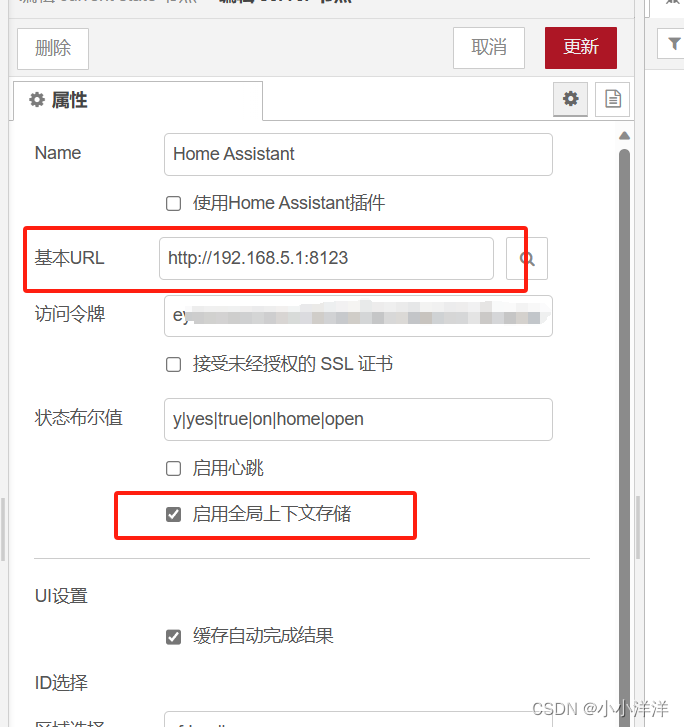 删除
取消
更新
属性
Name
Home Assistant
使用Home Assistant插件
基本URL
http://192.168.5.1:8123
访问令牌
ey
接受未经授权的 SSL 证书
状态布尔值
y|yes|true|on|home|open
启用心跳
启用全局上下文存储
UI设置
缓存自动完成结果
ID选择
区域选择
CSDN @小小洋洋